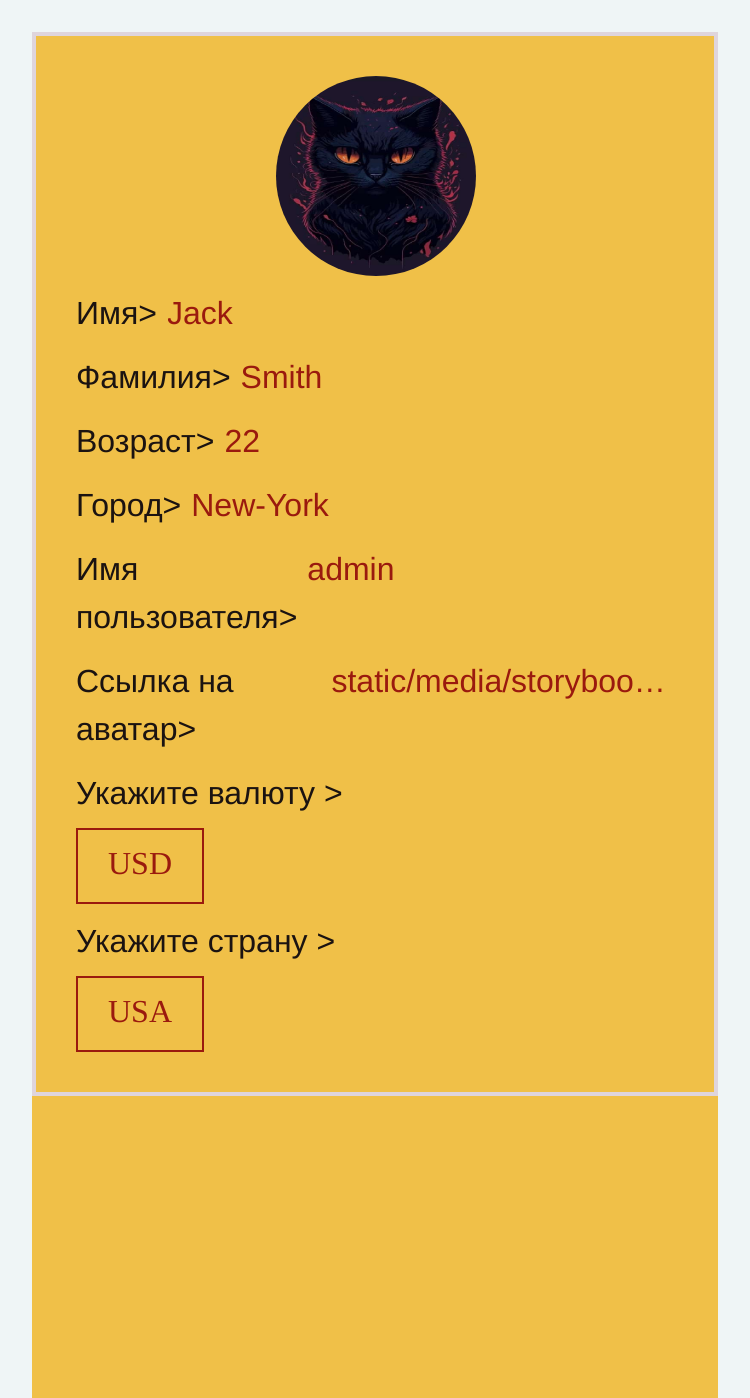 Имя> Jack
Фамилия> Smith
Возраст> 22
Город> New-York
Имя admin
пользователя>
Ссылка на static/media/storyboo…
аватар>
Укажите валюту >
USD
Укажите страну >
USA